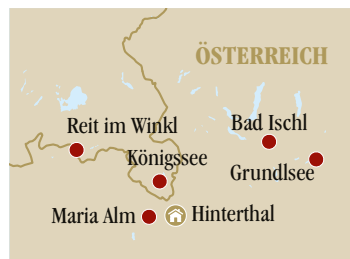 ÖSTERREICH
Reit im Winkl
Bad Ischl
Königssee
Grundlsee
Maria Alm
Hinterthal